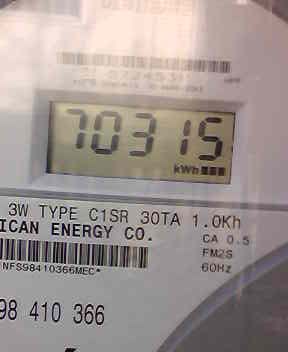 70315
kWh
3W TYPE C1SR 30TA 1.0Kh
ICAN ENERGY CO.
CA 0.5
FM2S
60Hz
*NFS98410366MEC*
98 410 366